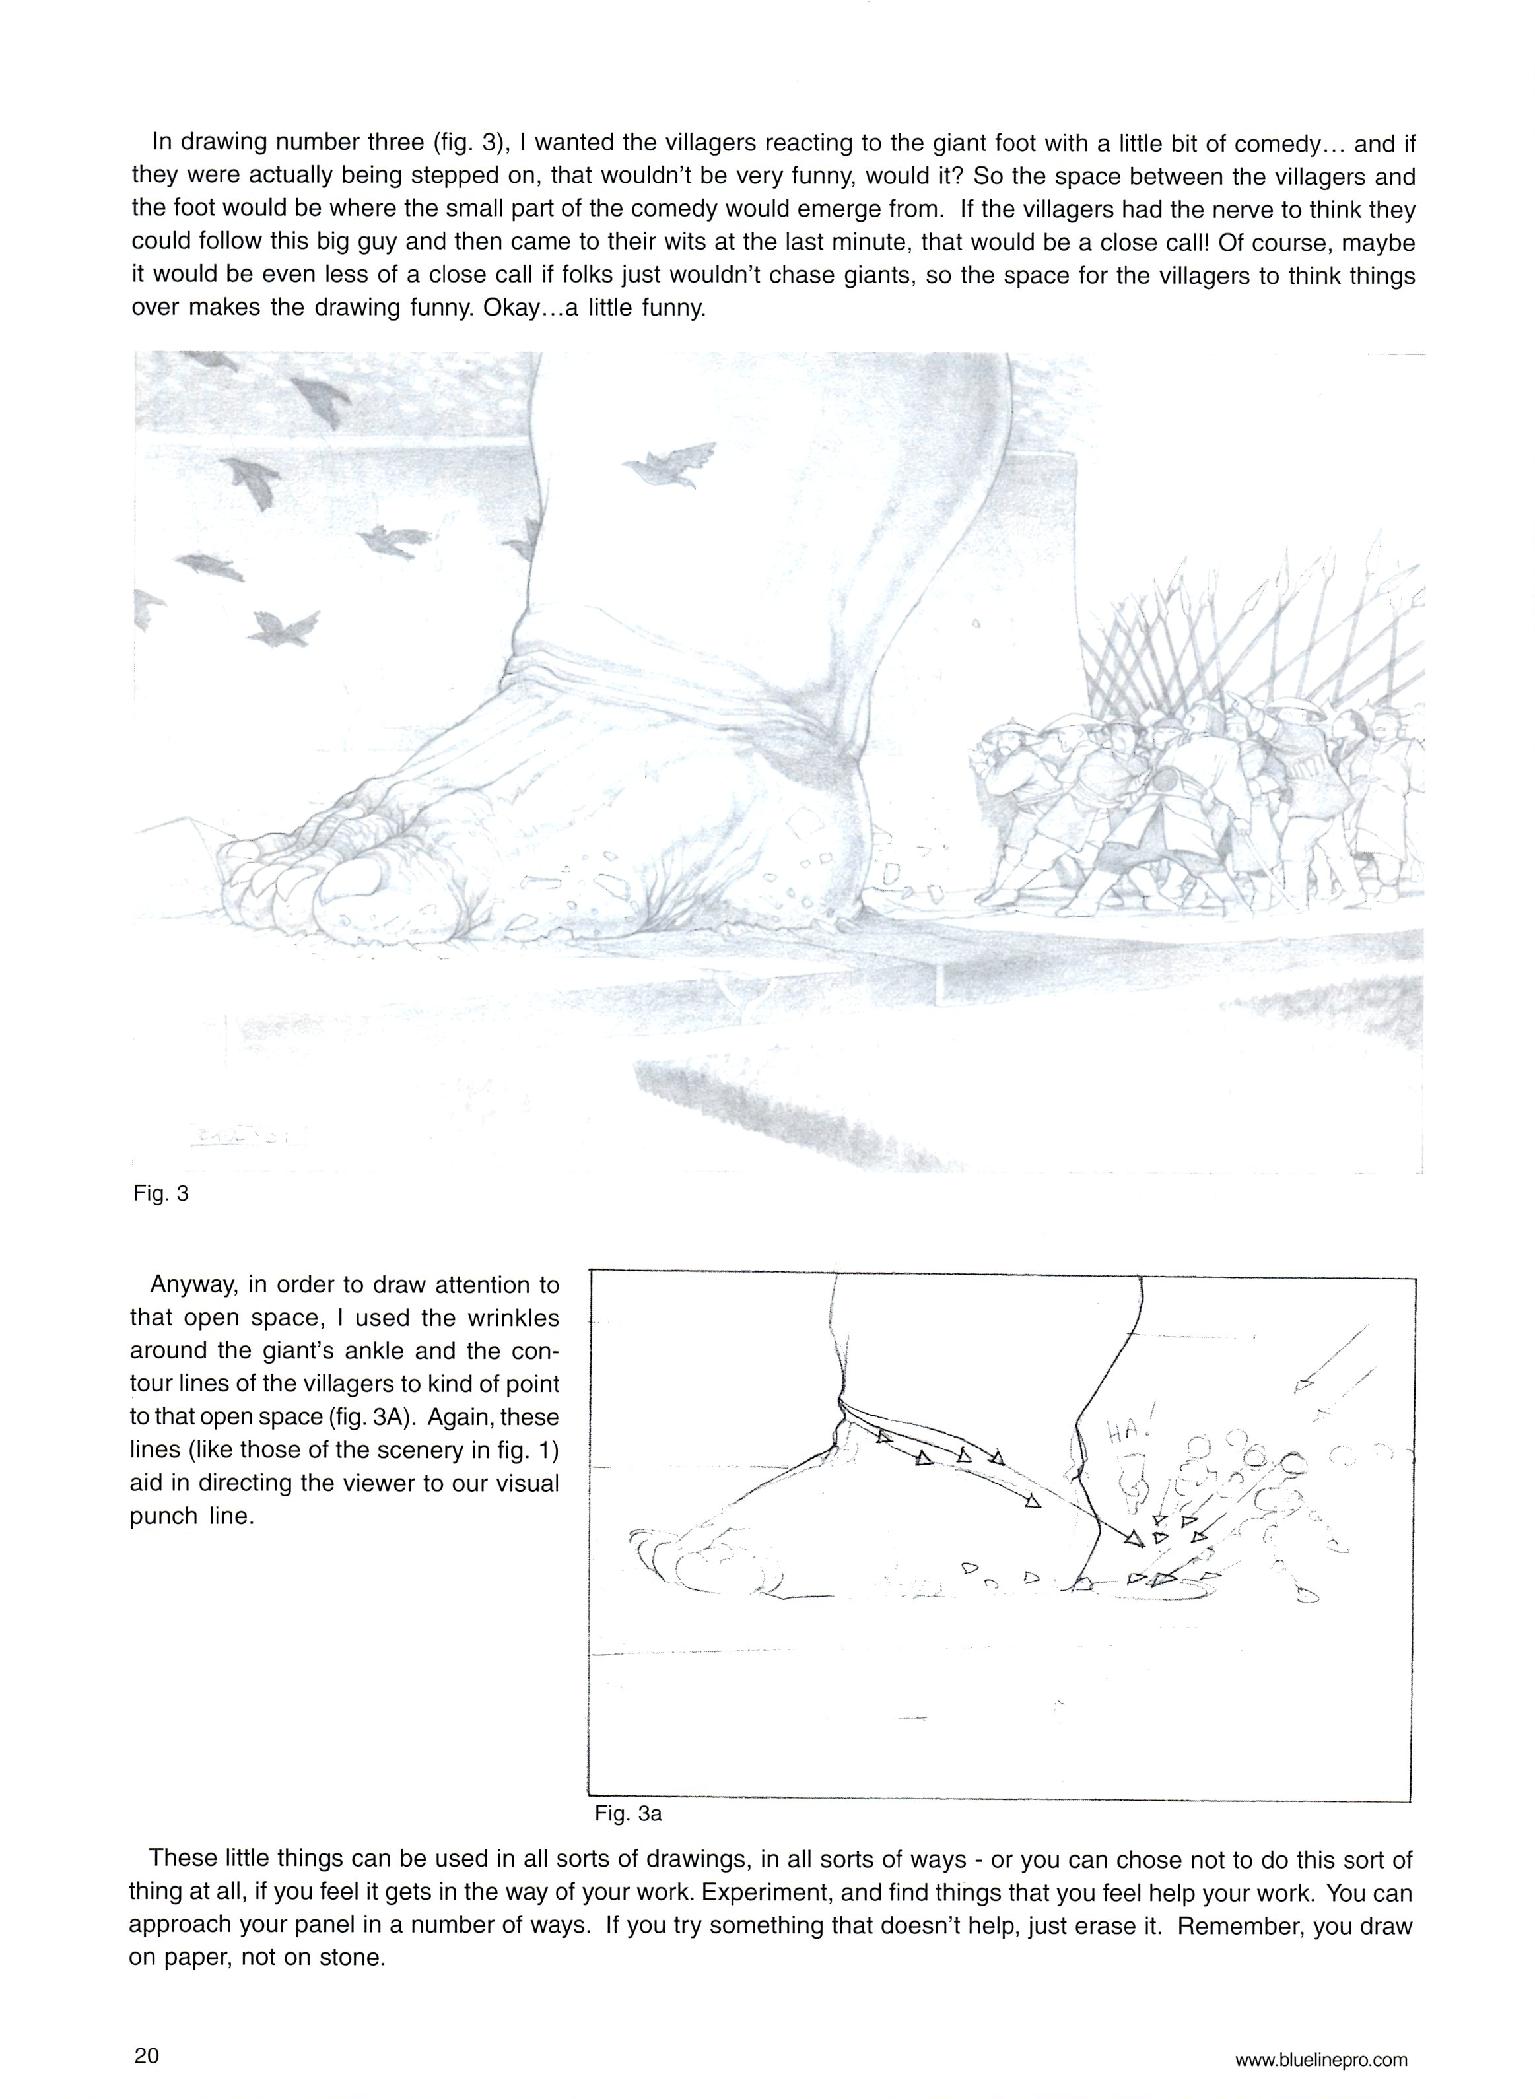 In drawing number three (fig. 3), I wanted the villagers reacting to the giant foot with a little bit of comedy... and if
they were actually being stepped on, that wouldn't be very funny, would it? So the space between the villagers and
the foot would be where the small part of the comedy would emerge from. If the villagers had the nerve to think they
could follow this big guy and then came to their wits at the last minute, that would be a close call! Of course, maybe
it would be even less of a close call if folks just wouldn't chase giants, so the space for the villagers to think things
over makes the drawing funny. Okay...a little funny.
Fig. 3
Anyway, in order to draw attention to
that open space, I used the wrinkles
around the giant's ankle and the con-
tour lines of the villagers to kind of point
to that open space (fig. 3A). Again, these
lines (like those of the scenery in fig. 1)
aid in directing the viewer to our visual
punch line.
HA!
Fig. 3a
These little things can be used in all sorts of drawings, in all sorts of ways - or you can chose not to do this sort of
thing at all, if you feel it gets in the way of your work. Experiment, and find things that you feel help your work. You can
approach your panel in a number of ways. If you try something that doesn't help, just erase it. Remember, you draw
on paper, not on stone.
20
www.bluelinepro.com